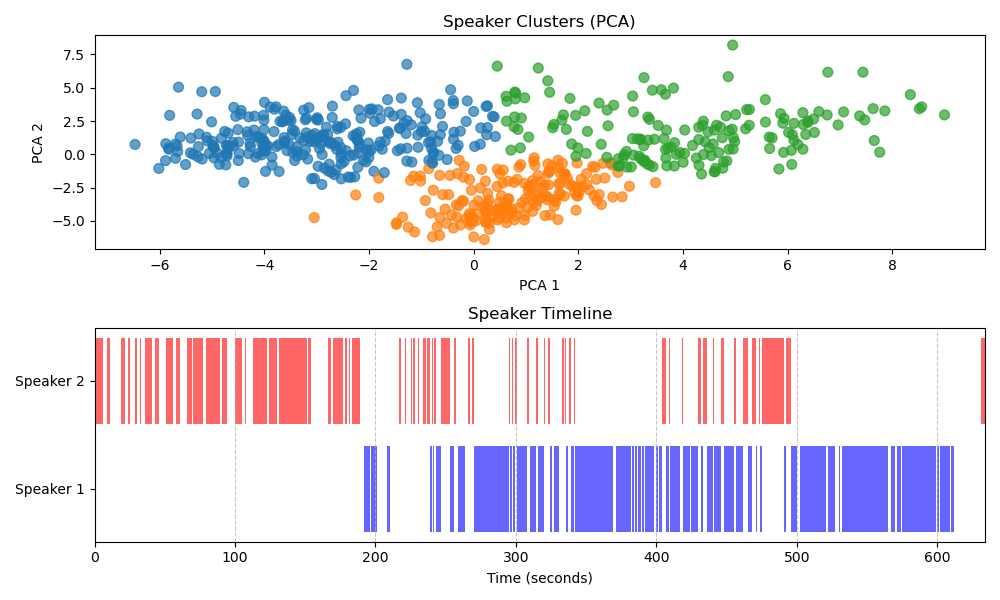 Speaker Clusters (PCA)
7.5
5.0
2.5
0.0
−2.5
−5.0
PCA 2
−6 −4 −2 0 2 4 6 8
PCA 1
Speaker Timeline
Speaker 2
Speaker 1
0 100 200 300 400 500 600
Time (seconds)